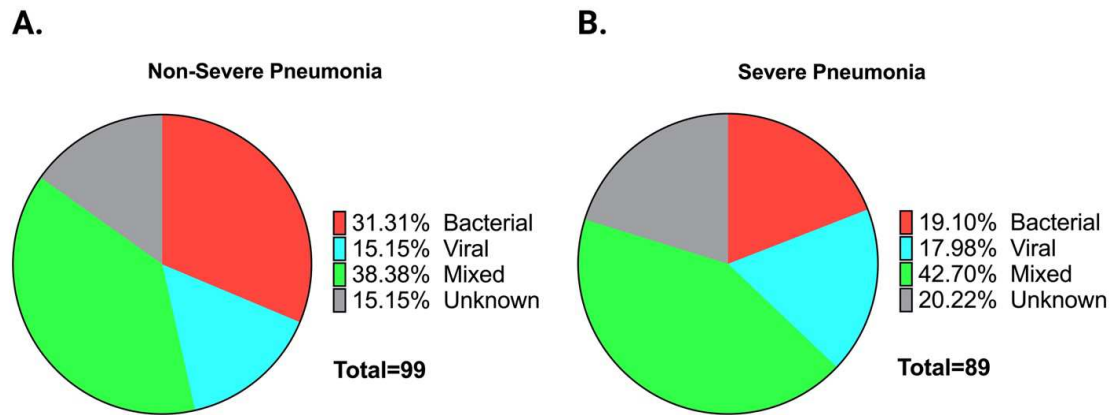 A.
Non-Severe Pneumonia
31.31% Bacterial
15.15% Viral
38.38% Mixed
15.15% Unknown
Total=99
B.
Severe Pneumonia
19.10% Bacterial
17.98% Viral
42.70% Mixed
20.22% Unknown
Total=89